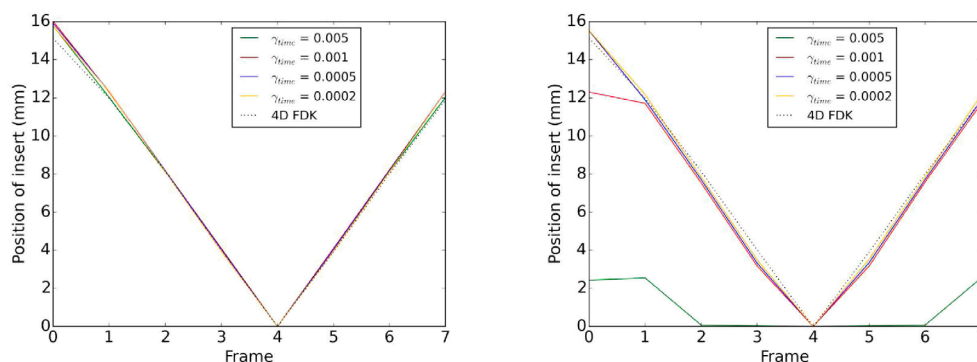 16
14
12
10
8
6
4
2
0
Position of insert (mm)
γtime = 0.005
γtime = 0.001
γtime = 0.0005
γtime = 0.0002
4D FDK
0 1 2 3 4 5 6 7
Frame
16
14
12
10
8
6
4
2
0
Position of insert (mm)
γtime = 0.005
γtime = 0.001
γtime = 0.0005
γtime = 0.0002
4D FDK
0 1 2 3 4 5 6
Frame